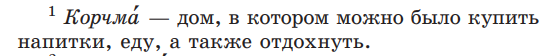 ¹ Корчма́ — дом, в котором можно было купить
напитки, еду, а также отдохнуть.